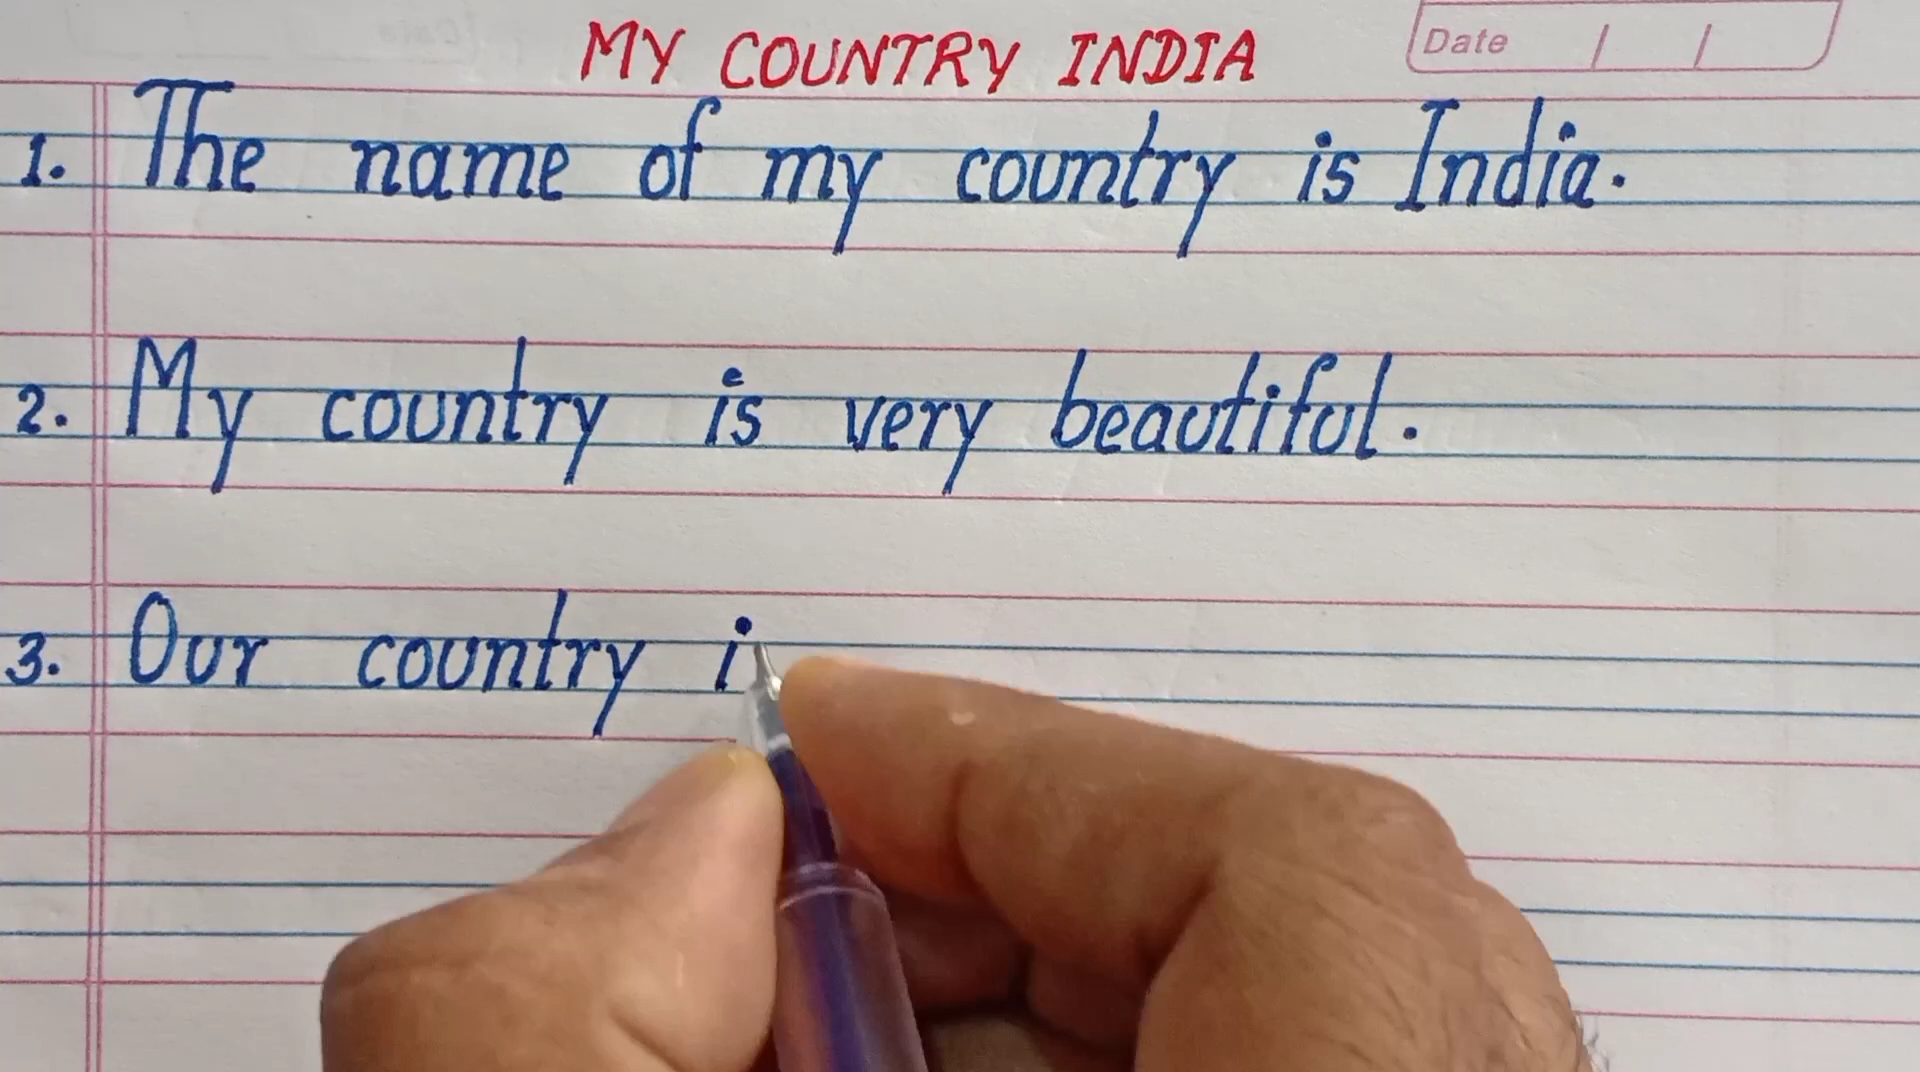 MY COUNTRY INDIA
Date / /
1. The name of my country is India.
2. My country is very beautiful.
3. Our country i